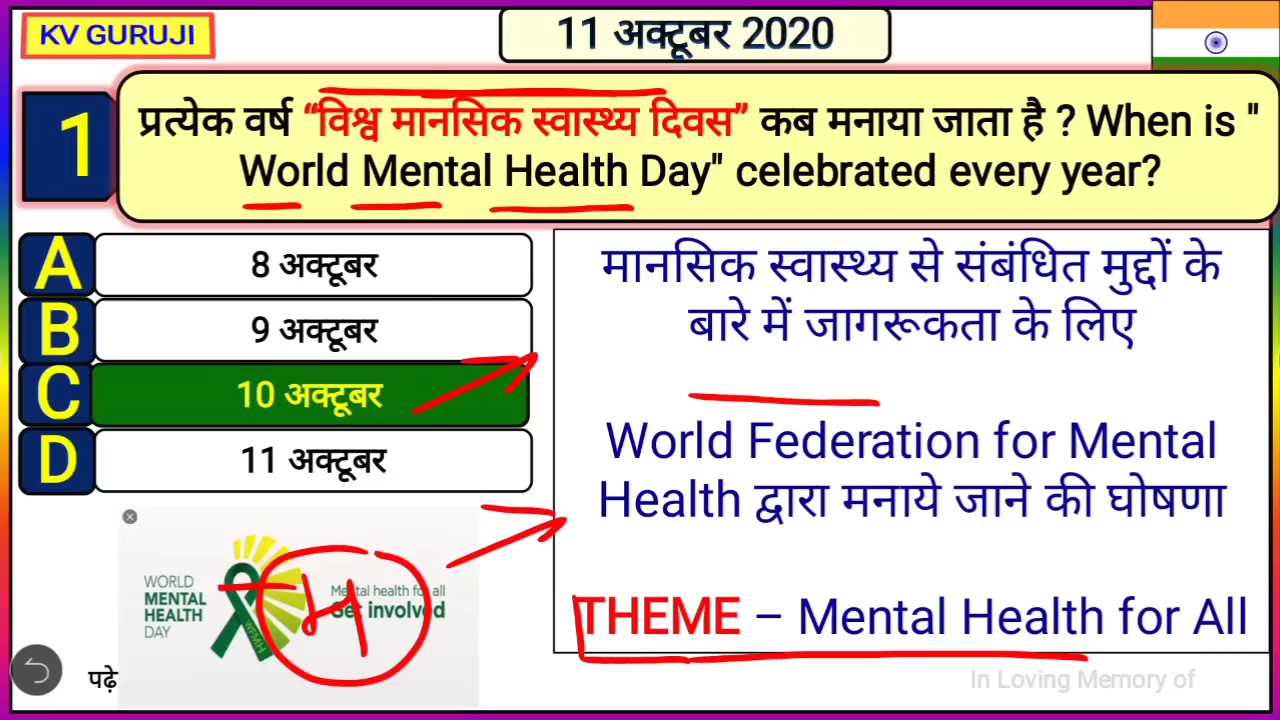 KV GURUJI
11 अक्टूबर 2020
1
प्रत्येक वर्ष “विश्व मानसिक स्वास्थ्य दिवस” कब मनाया जाता है ? When is "
World Mental Health Day" celebrated every year?
A
8 अक्टूबर
B
9 अक्टूबर
C
10 अक्टूबर
D
11 अक्टूबर
मानसिक स्वास्थ्य से संबंधित मुद्दों के
बारे में जागरूकता के लिए
World Federation for Mental
Health द्वारा मनाये जाने की घोषणा
THEME – Mental Health for All
WORLD
MENTAL
HEALTH
DAY
WFMH
Mental health for all
Get involved
पढ़े
In Loving Memory of